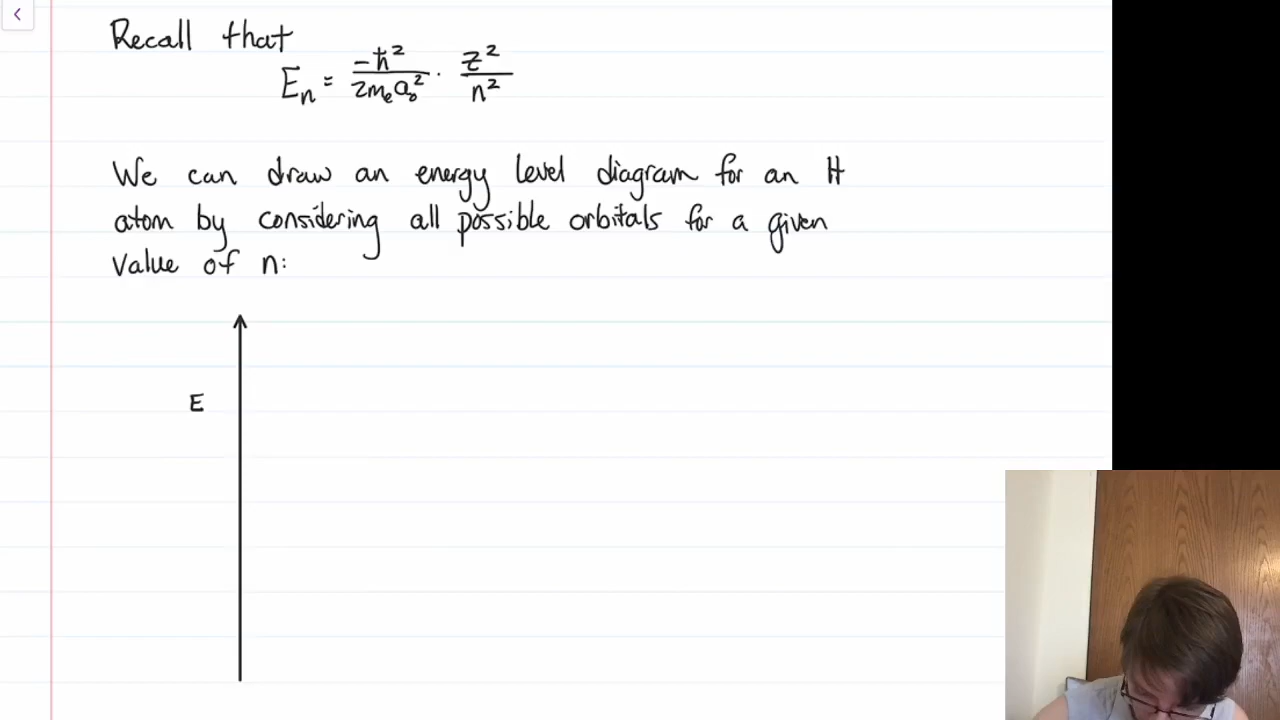 Recall that
Eₙ = -ħ²/2mₑa₀² · Z²/n²
We can draw an energy level diagram for an H
atom by considering all possible orbitals for a given
value of n:
E